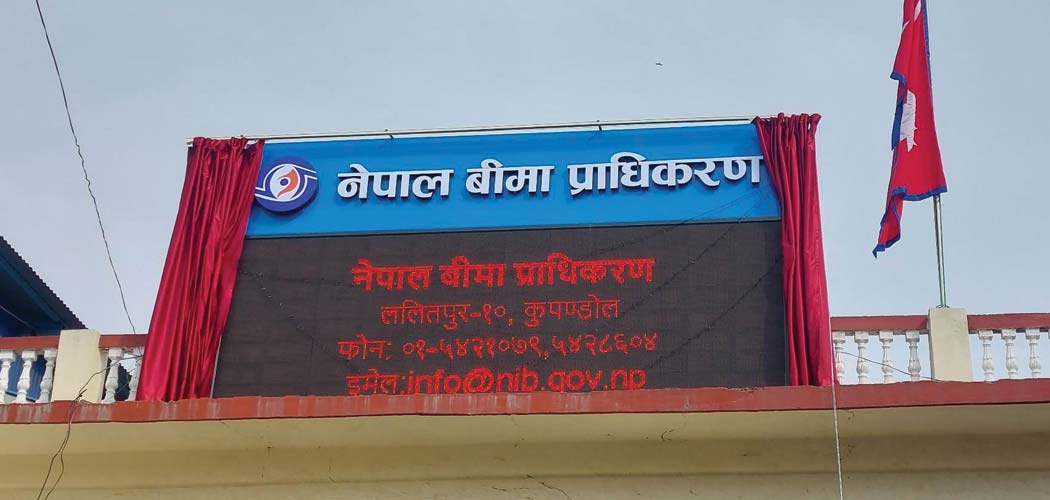 नेपाल बीमा प्राधिकरण
नेपाल बीमा प्राधिकरण
ललितपुर-१०, कुपण्डोल
फोन: ०१-५४२१०७९,५४२८६०४
इमेल:info@nib.gov.np